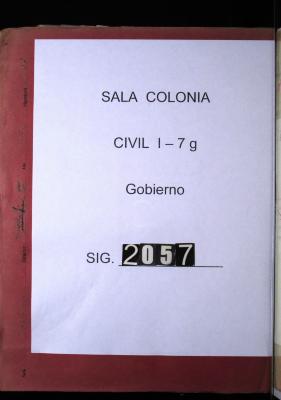 SALA COLONIA
CIVIL I – 7 g
Gobierno
SIG. 2057